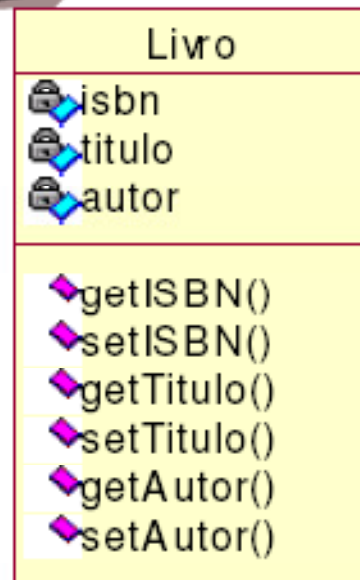 Livro
isbn
titulo
autor
getISBN()
setISBN()
getTitulo()
setTitulo()
getAutor()
setAutor()